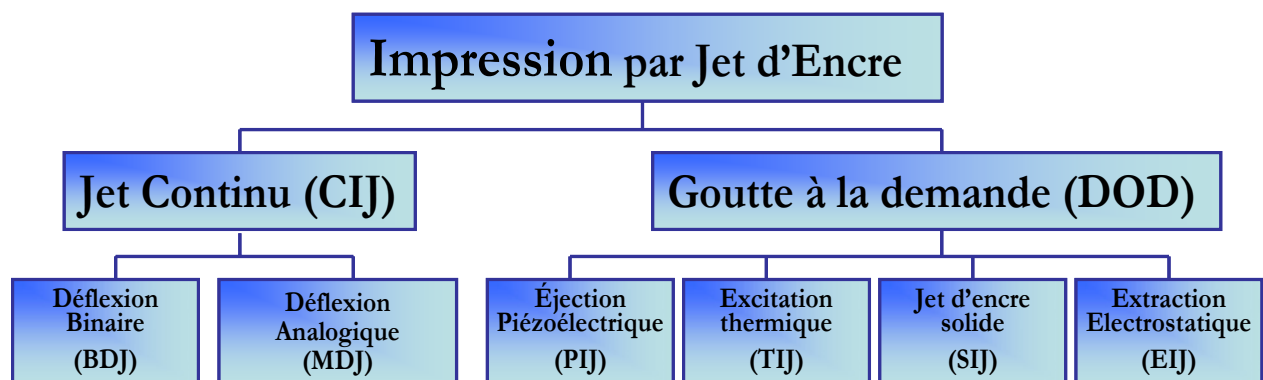 Impression par Jet d'Encre
Jet Continu (CIJ)
Goutte à la demande (DOD)
Déflexion
Binaire
(BDJ)
Déflexion
Analogique
(MDJ)
Éjection
Piézoélectrique
(PIJ)
Excitation
thermique
(TIJ)
Jet d'encre
solide
(SIJ)
Extraction
Electrostatique
(EIJ)